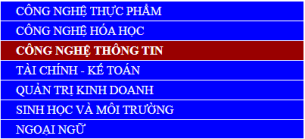 CÔNG NGHỆ THỰC PHẨM
CÔNG NGHỆ HÓA HỌC
CÔNG NGHỆ THÔNG TIN
TÀI CHÍNH - KẾ TOÁN
QUẢN TRỊ KINH DOANH
SINH HỌC VÀ MÔI TRƯỜNG
NGOẠI NGỮ